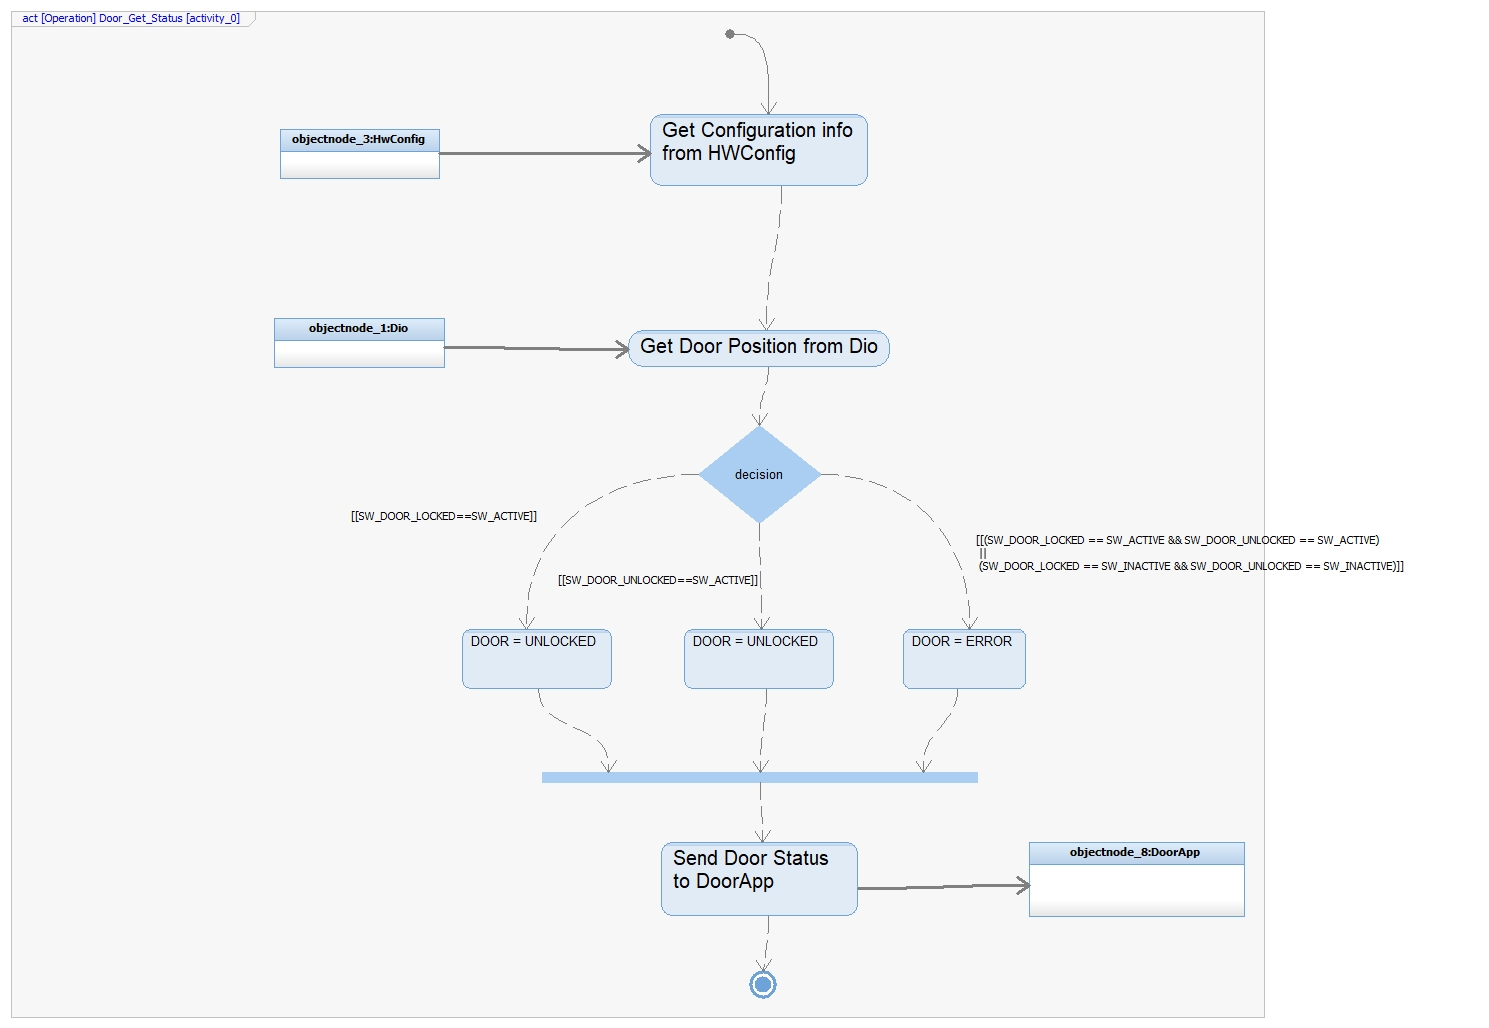 act [Operation] Door_Get_Status [activity_0]
Get Configuration info
from HWConfig
objectnode_3:HwConfig
objectnode_1:Dio
Get Door Position from Dio
decision
[[SW_DOOR_LOCKED==SW_ACTIVE]]
[[SW_DOOR_UNLOCKED==SW_ACTIVE]]
[[(SW_DOOR_LOCKED == SW_ACTIVE && SW_DOOR_UNLOCKED == SW_ACTIVE)
||
(SW_DOOR_LOCKED == SW_INACTIVE && SW_DOOR_UNLOCKED == SW_INACTIVE)]]
DOOR = UNLOCKED
DOOR = UNLOCKED
DOOR = ERROR
Send Door Status
to DoorApp
objectnode_8:DoorApp